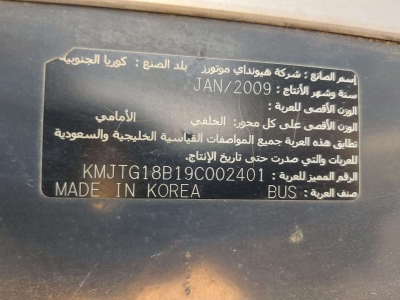 اسم الصانع : شركة هيونداي موتورز    بلد الصنع : كوريا الجنوبية
سنة وشهر الأنتاج : JAN/2009
الوزن الأقصى للعربة :
الوزن الأقصى على كل محور: الخلفي    الأمامي
تطابق هذه العربة جميع المواصفات القياسية الخليجية والسعودية
للعربات والتي صدرت حتى تاريخ الإنتاج.
الرقم المميز للعربة : KMJTG18B19C002401
صنف العربة : BUS    MADE IN KOREA